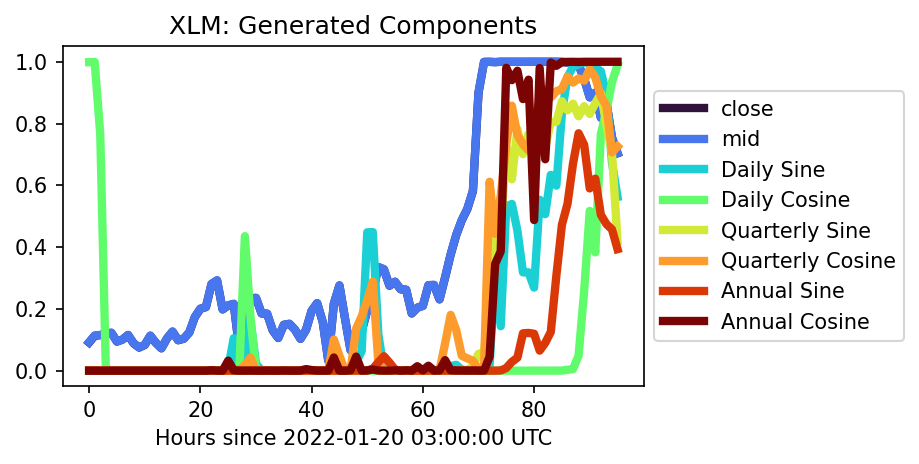 XLM: Generated Components
1.0
0.8
0.6
0.4
0.2
0.0
0 20 40 60 80
Hours since 2022-01-20 03:00:00 UTC
close
mid
Daily Sine
Daily Cosine
Quarterly Sine
Quarterly Cosine
Annual Sine
Annual Cosine